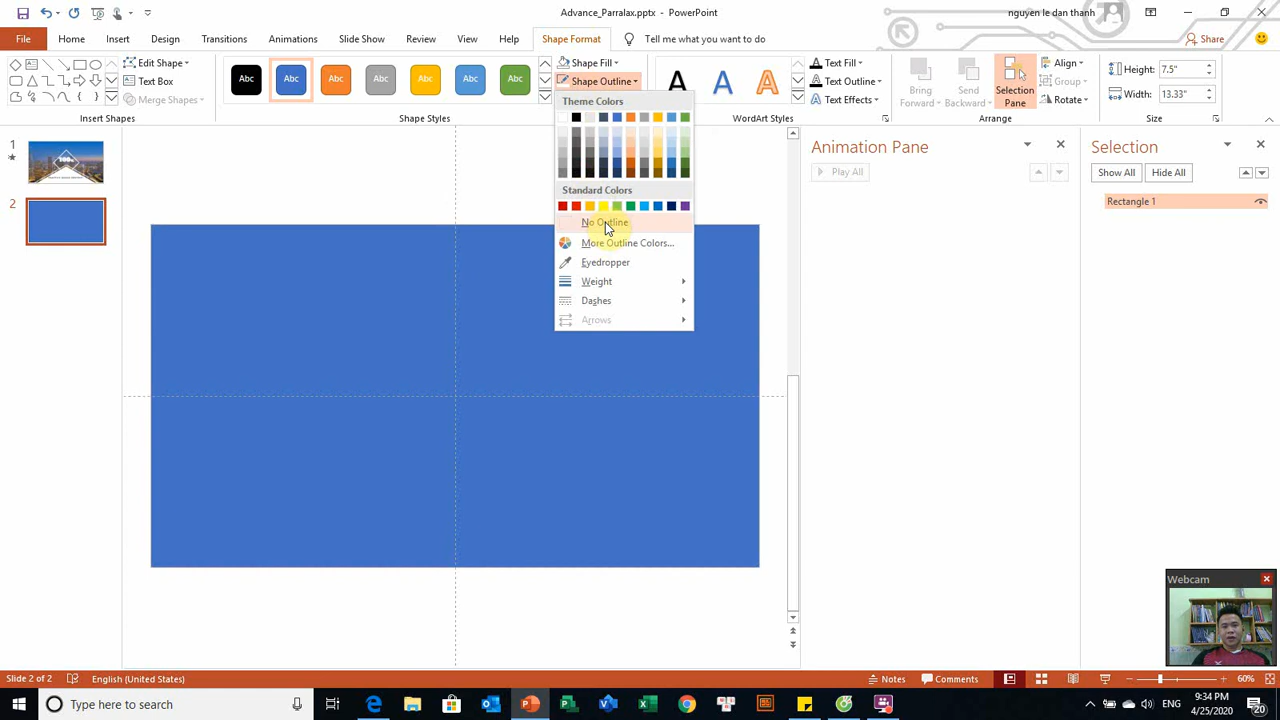 Advance_Parralax.pptx - PowerPoint
nguyen le dan thanh
File Home Insert Design Transitions Animations Slide Show Review View Help Shape Format Tell me what you want to do Share
Edit Shape
Text Box
Merge Shapes
Insert Shapes
Abc Abc Abc Abc Abc Abc Abc
Shape Styles
Shape Fill
Shape Outline
Theme Colors
Standard Colors
No Outline
More Outline Colors...
Eyedropper
Weight
Dashes
Arrows
A A A
WordArt Styles
Text Fill
Text Outline
Text Effects
Bring Forward
Send Backward
Selection Pane
Align
Group
Rotate
Arrange
Height: 7.5"
Width: 13.33"
Size
1
2
Animation Pane
Play All
Selection
Show All Hide All
Rectangle 1
Webcam
Slide 2 of 2 English (United States) Notes Comments 60%
Type here to search
ENG
9:34 PM
4/25/2020
20